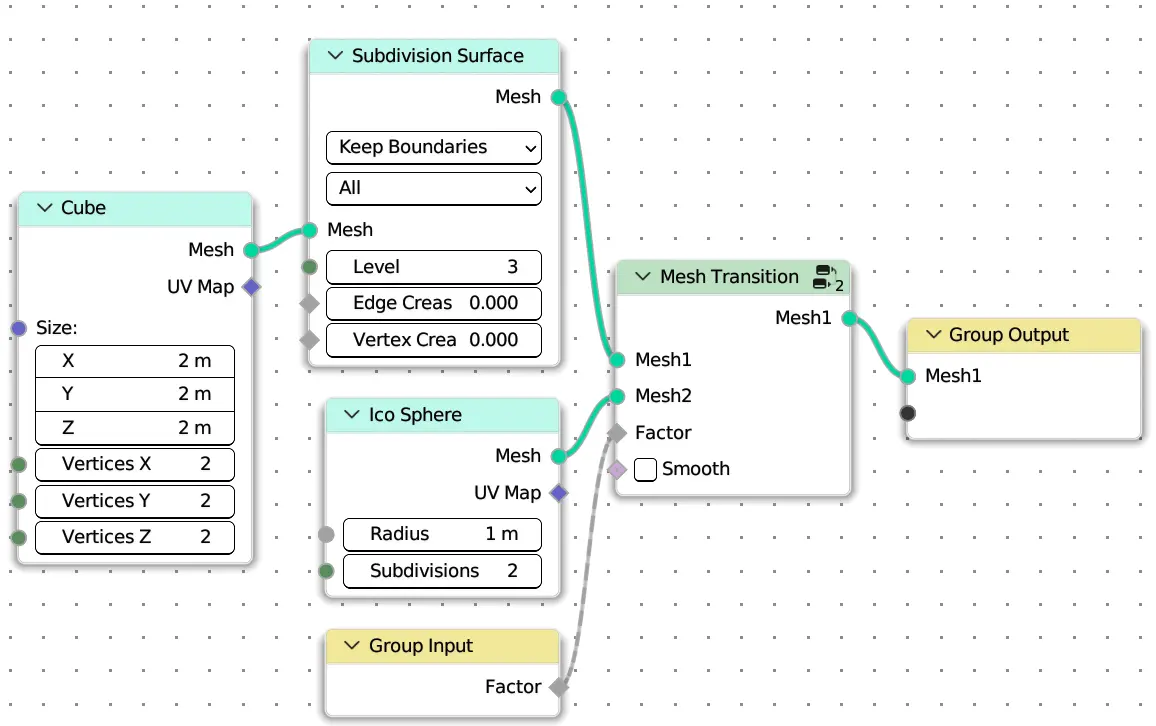 Cube
Mesh
UV Map
Size:
X 2 m
Y 2 m
Z 2 m
Vertices X 2
Vertices Y 2
Vertices Z 2
Subdivision Surface
Mesh
Keep Boundaries
All
Mesh
Level 3
Edge Creas 0.000
Vertex Crea 0.000
Ico Sphere
Mesh
UV Map
Radius 1 m
Subdivisions 2
Group Input
Factor
Mesh Transition 2
Mesh1
Mesh1
Mesh2
Factor
Smooth
Group Output
Mesh1